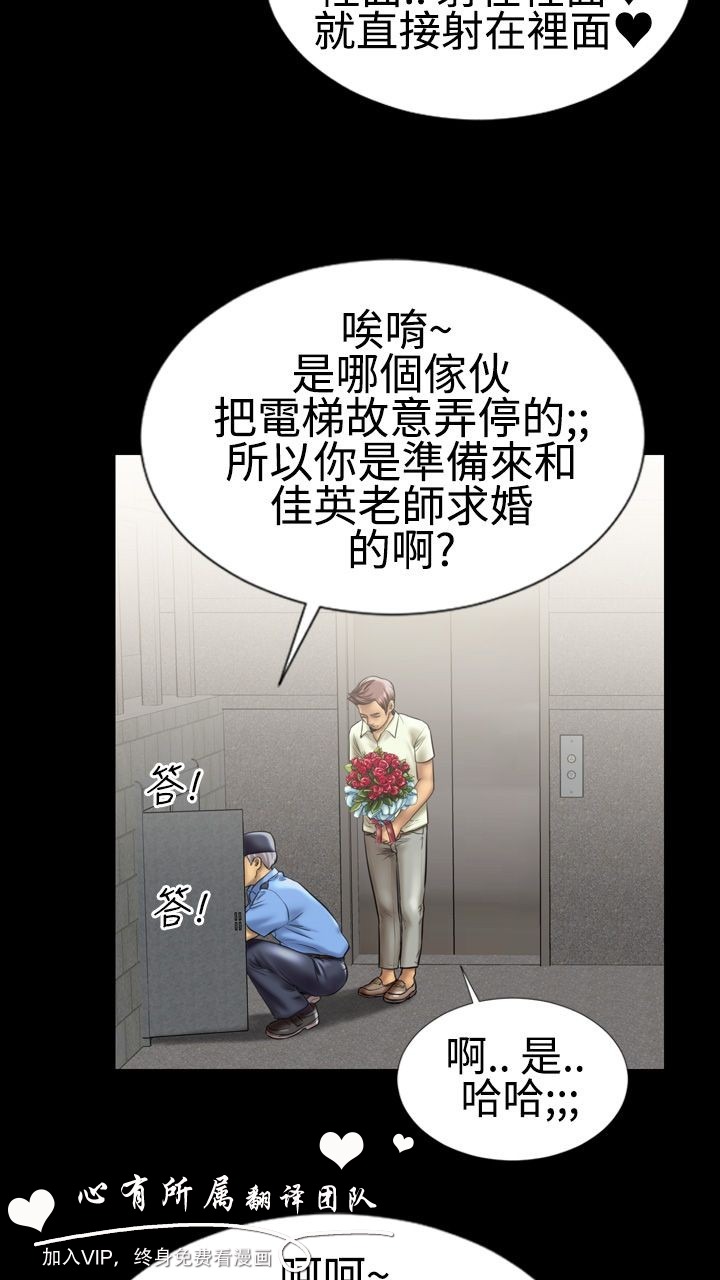 就直接射在裡面♥
唉唷~
是哪個傢伙
把電梯故意弄停的;;
所以你是準備來和
佳英老師求婚
的啊?
答!
答!
啊.. 是..
哈哈;;;
心有所属翻译团队
加入VIP，终身免费看漫画
呵呵~